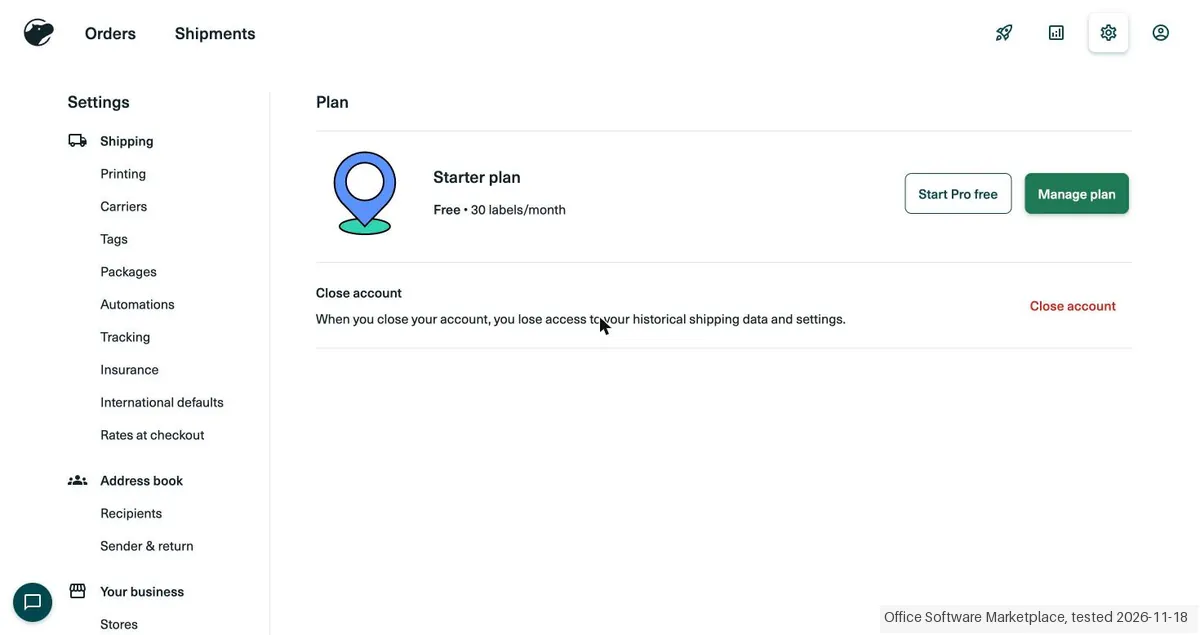 Orders
Shipments
Settings
Shipping
Printing
Carriers
Tags
Packages
Automations
Tracking
Insurance
International defaults
Rates at checkout
Address book
Recipients
Sender & return
Your business
Stores
Plan
Starter plan
Free • 30 labels/month
Start Pro free
Manage plan
Close account
When you close your account, you lose access to your historical shipping data and settings.
Close account
Office Software Marketplace, tested 2026-11-18